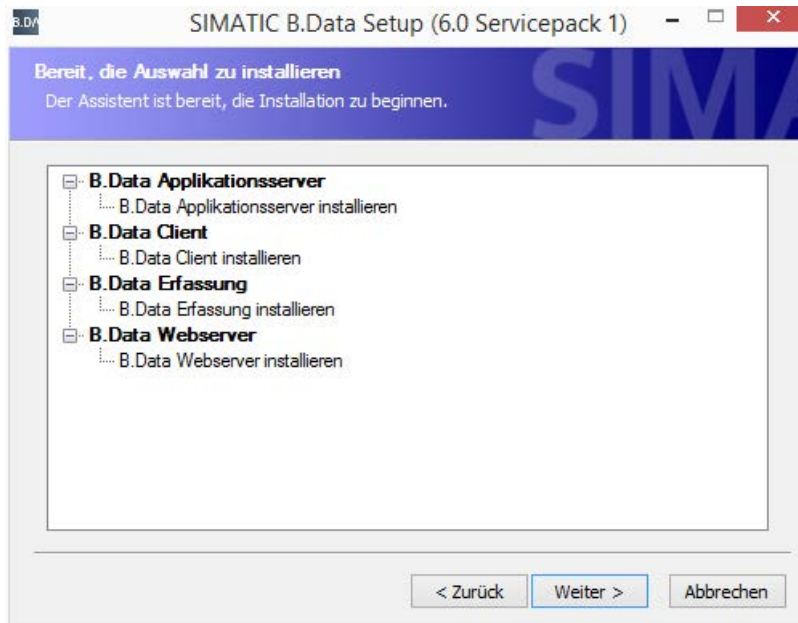 B.DA
SIMATIC B.Data Setup (6.0 Servicepack 1)
Bereit, die Auswahl zu installieren
Der Assistent ist bereit, die Installation zu beginnen.
SIMA
B.Data Applikationsserver
B.Data Applikationsserver installieren
B.Data Client
B.Data Client installieren
B.Data Erfassung
B.Data Erfassung installieren
B.Data Webserver
B.Data Webserver installieren
< Zurück
Weiter >
Abbrechen